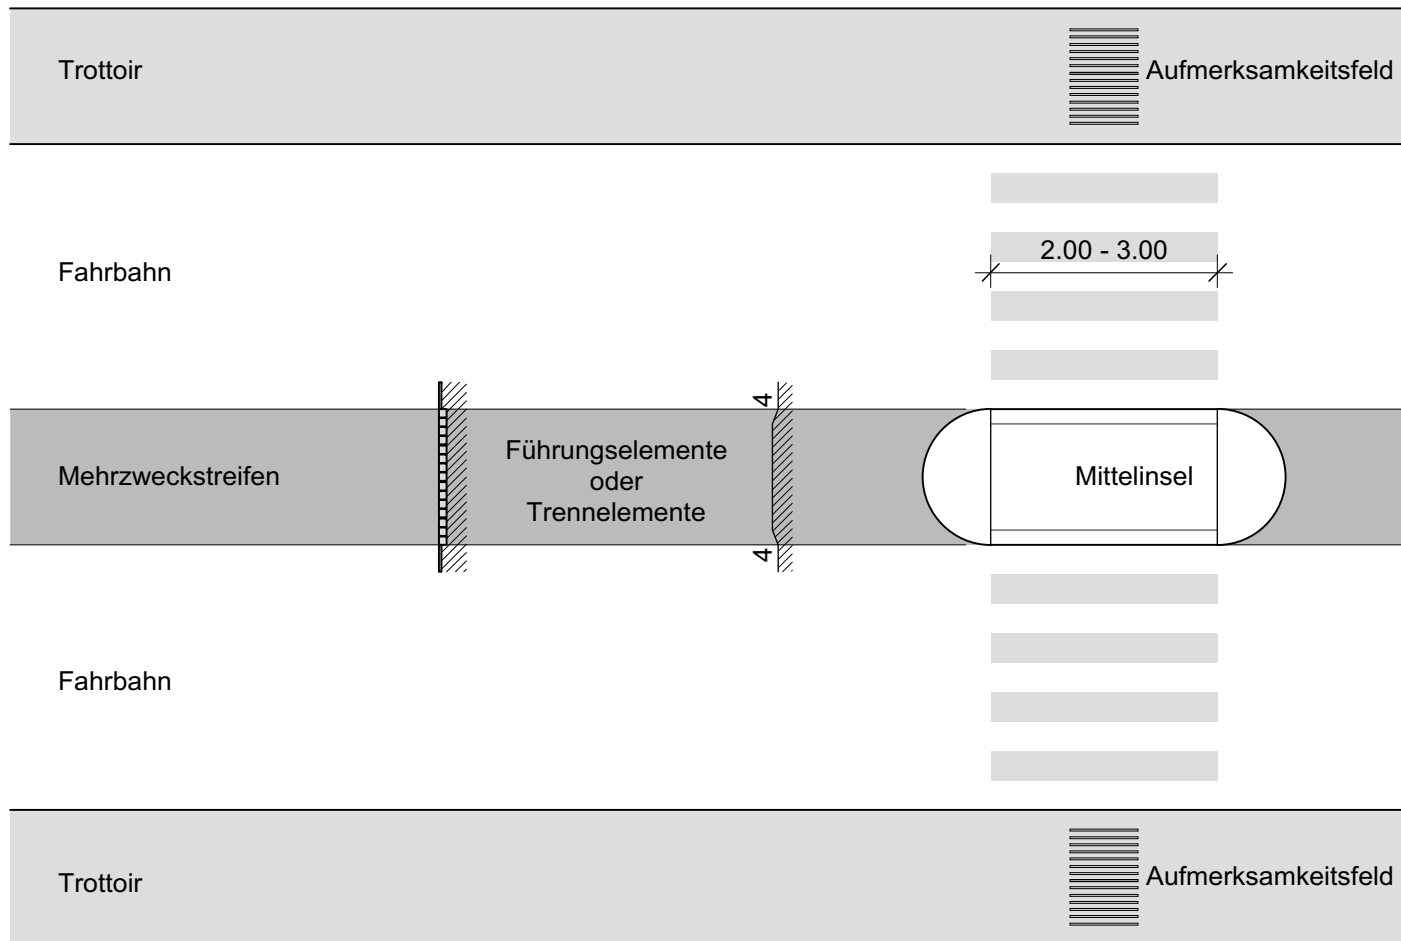 Trottoir
Aufmerksamkeitsfeld
Fahrbahn
2.00 - 3.00
4
Mehrzweckstreifen
Führungselemente
oder
Trennelemente
Mittelinsel
4
Fahrbahn
Trottoir
Aufmerksamkeitsfeld